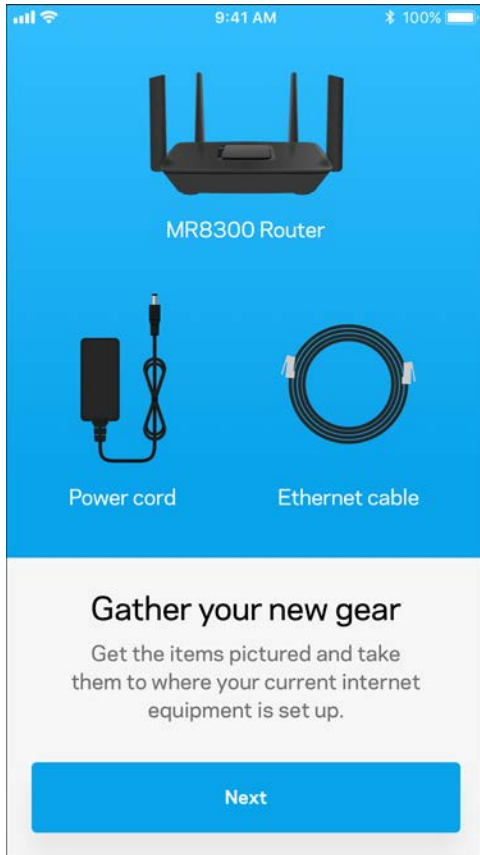 9:41 AM
100%
MR8300 Router
Power cord
Ethernet cable
Gather your new gear
Get the items pictured and take
them to where your current internet
equipment is set up.
Next